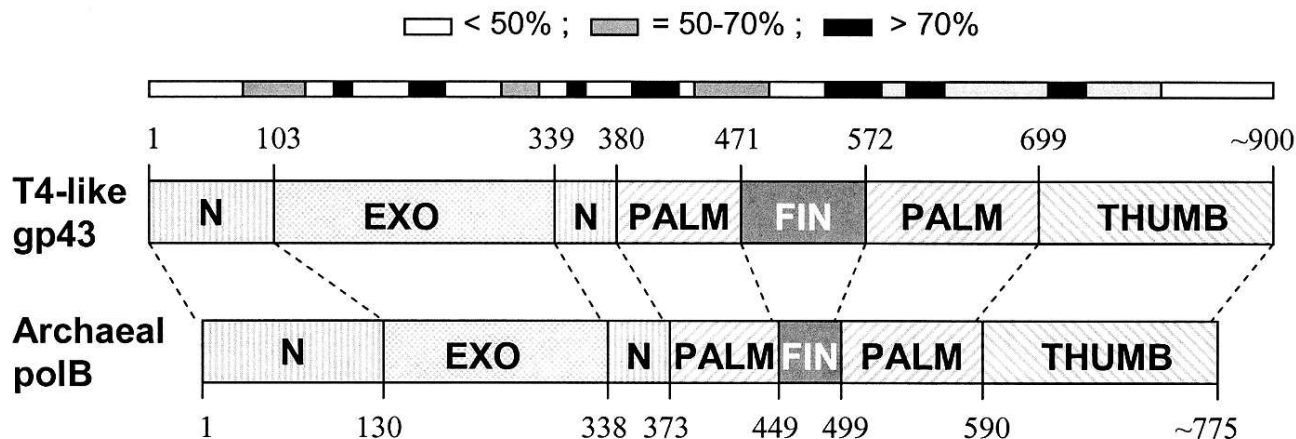 < 50% ; = 50-70% ; > 70%
1 103 339 380 471 572 699 ~900
T4-like gp43
N EXO N PALM FIN PALM THUMB
Archaeal polB
N EXO N PALM FIN PALM THUMB
1 130 338 373 449 499 590 ~775